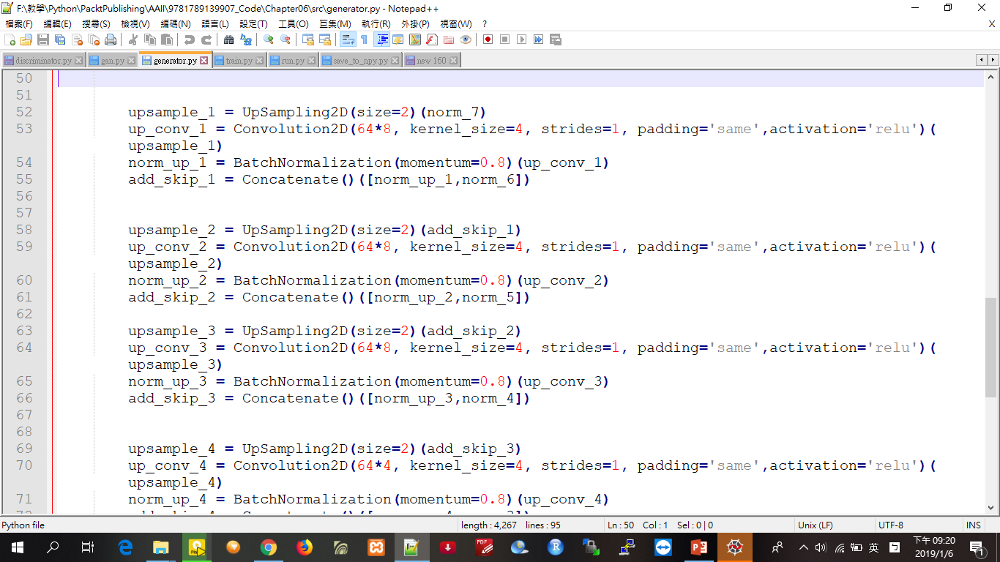 F:\教學\Python\PacktPublishing\AAII\9781789139907_Code\Chapter06\src\generator.py - Notepad++
檔案(F) 編輯(E) 搜尋(S) 檢視(V) 編碼(N) 語言(L) 設定(T) 工具(O) 巨集(M) 執行(R) 外掛(P) 視窗(W) ? X
discriminator.py gan.py generator.py train.py run.py save_to_npy.py new 160
50
51
52 upsample_1 = UpSampling2D(size=2)(norm_7)
53 up_conv_1 = Convolution2D(64*8, kernel_size=4, strides=1, padding='same',activation='relu')(
upsample_1)
54 norm_up_1 = BatchNormalization(momentum=0.8)(up_conv_1)
55 add_skip_1 = Concatenate()([norm_up_1,norm_6])
56
57
58 upsample_2 = UpSampling2D(size=2)(add_skip_1)
59 up_conv_2 = Convolution2D(64*8, kernel_size=4, strides=1, padding='same',activation='relu')(
upsample_2)
60 norm_up_2 = BatchNormalization(momentum=0.8)(up_conv_2)
61 add_skip_2 = Concatenate()([norm_up_2,norm_5])
62
63 upsample_3 = UpSampling2D(size=2)(add_skip_2)
64 up_conv_3 = Convolution2D(64*8, kernel_size=4, strides=1, padding='same',activation='relu')(
upsample_3)
65 norm_up_3 = BatchNormalization(momentum=0.8)(up_conv_3)
66 add_skip_3 = Concatenate()([norm_up_3,norm_4])
67
68
69 upsample_4 = UpSampling2D(size=2)(add_skip_3)
70 up_conv_4 = Convolution2D(64*4, kernel_size=4, strides=1, padding='same',activation='relu')(
upsample_4)
71 norm_up_4 = BatchNormalization(momentum=0.8)(up_conv_4)
Python file length : 4,267 lines : 95 Ln : 50 Col : 1 Sel : 0 | 0 Unix (LF) UTF-8 INS
英 下午 09:20
2019/1/6 1